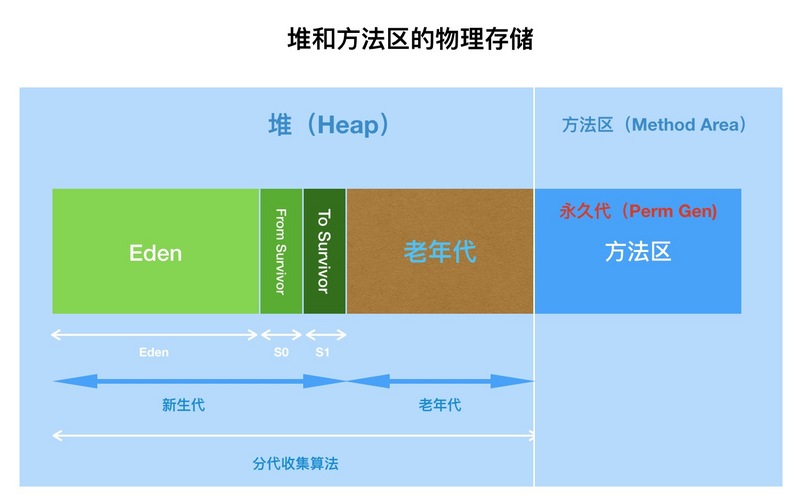 堆和方法区的物理存储
堆（Heap）
方法区（Method Area）
Eden
From Survivor
To Survivor
老年代
永久代（Perm Gen)
方法区
Eden
S0
S1
新生代
老年代
分代收集算法